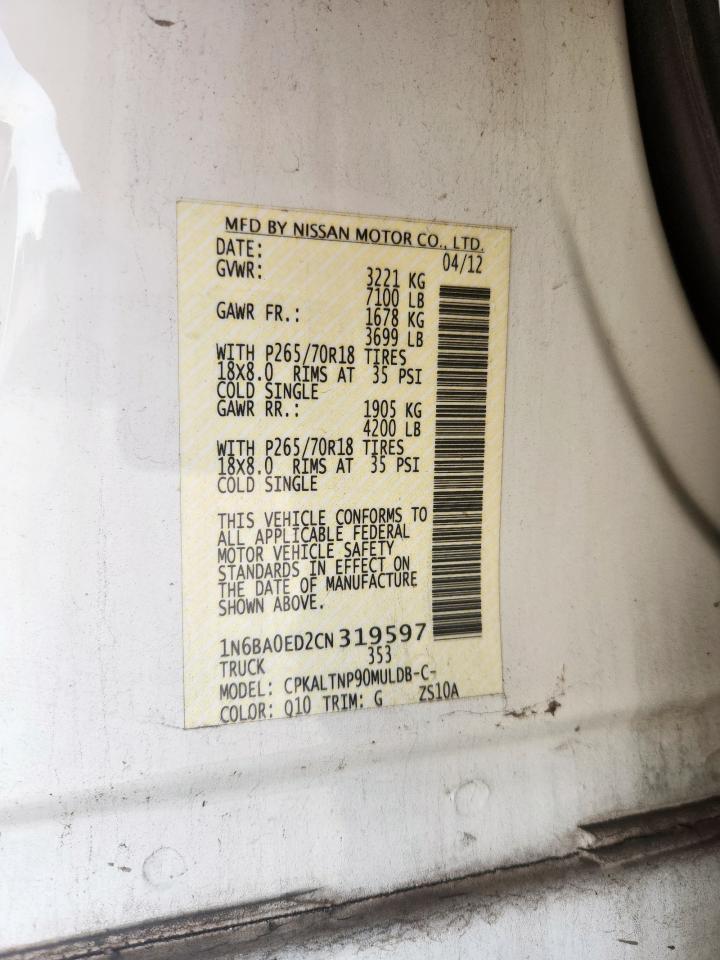 MFD BY NISSAN MOTOR CO., LTD.
DATE: 04/12
GVWR: 3221 KG
7100 LB
GAWR FR.: 1678 KG
3699 LB
WITH P265/70R18 TIRES
18X8.0 RIMS AT 35 PSI
COLD SINGLE
GAWR RR.: 1905 KG
4200 LB
WITH P265/70R18 TIRES
18X8.0 RIMS AT 35 PSI
COLD SINGLE
THIS VEHICLE CONFORMS TO
ALL APPLICABLE FEDERAL
MOTOR VEHICLE SAFETY
STANDARDS IN EFFECT ON
THE DATE OF MANUFACTURE
SHOWN ABOVE.
1N6BA0ED2CN319597
TRUCK 353
MODEL: CPKALTNP90MULDB-C-
COLOR: Q10 TRIM: G ZS10A